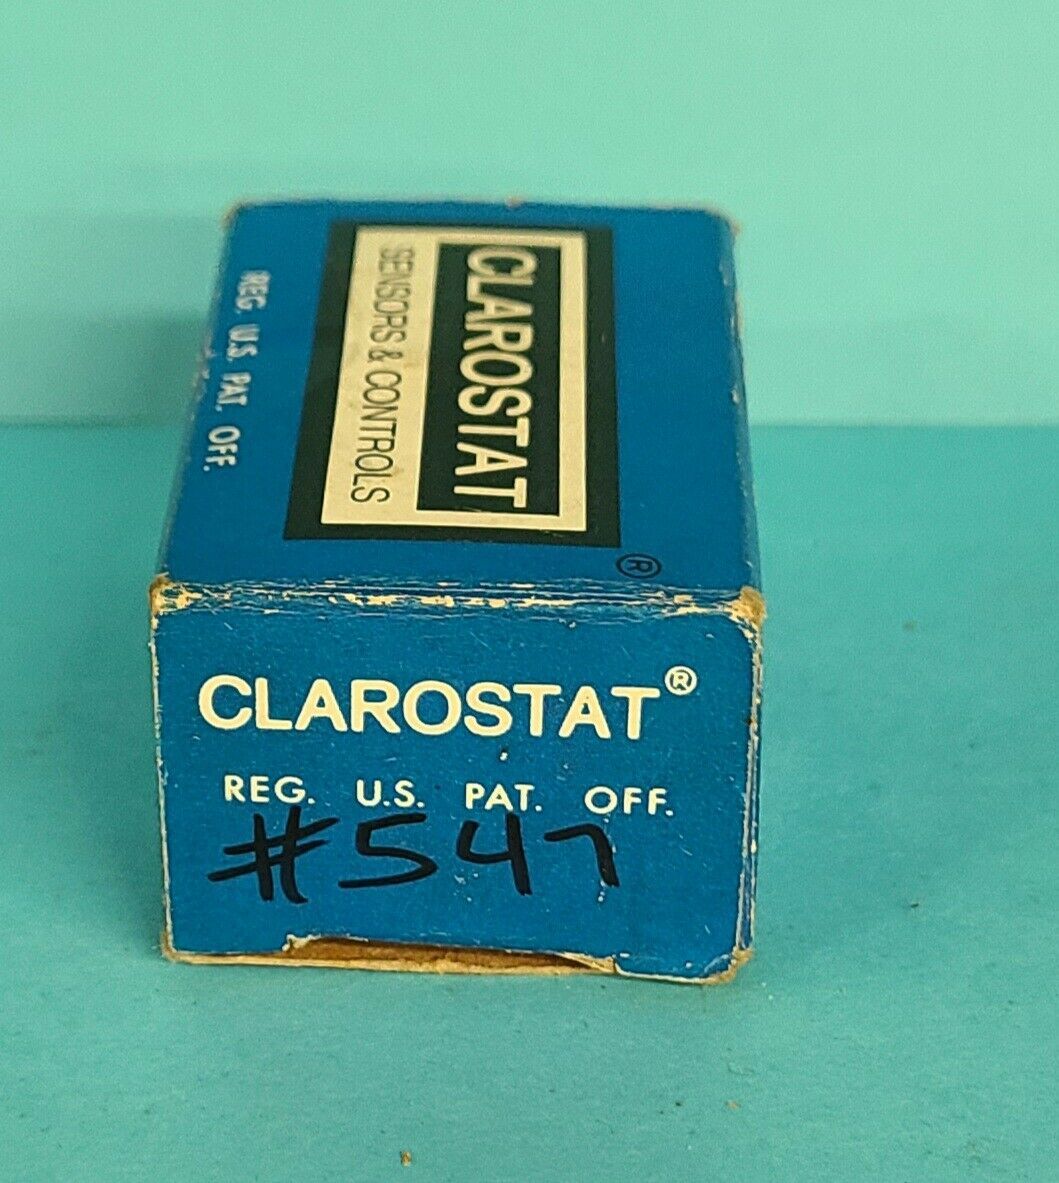 CLAROSTAT
SENSORS & CONTROLS
®
REG. U.S. PAT. OFF.
CLAROSTAT®
REG. U.S. PAT. OFF.
#547